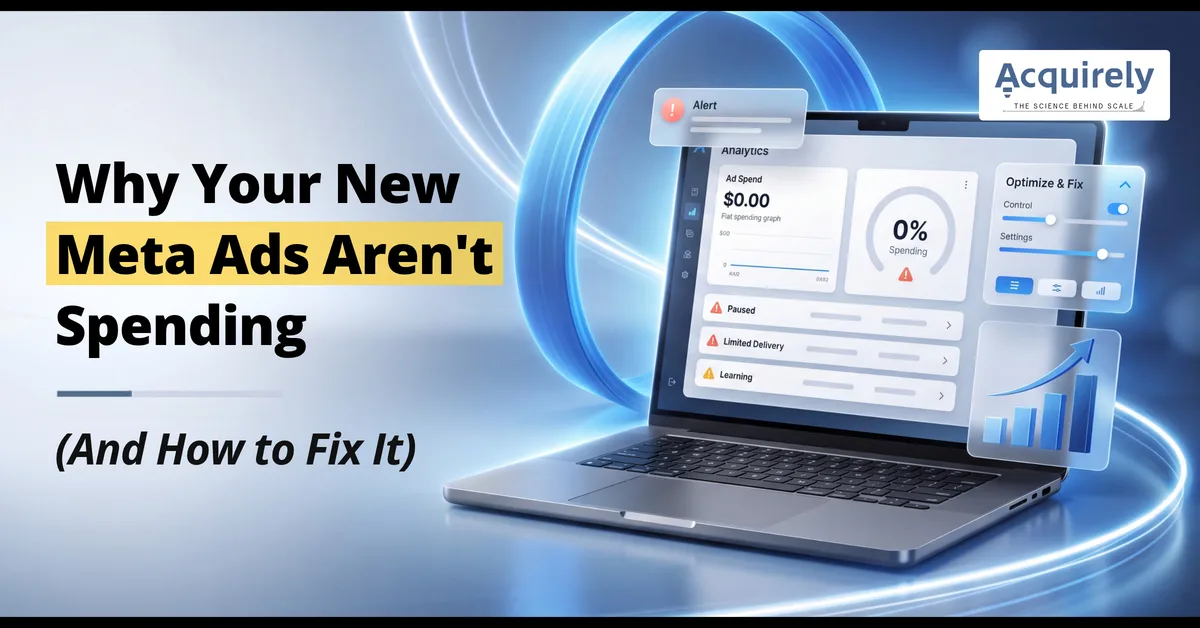 Why Your New
Meta Ads Aren't
Spending
(And How to Fix It)
Acquirely
THE SCIENCE BEHIND SCALE
Alert
Analytics
Ad Spend
$0.00
Flat spending graph
0
0%
Spending
Paused
Limited Delivery
Learning
Optimize & Fix
Control
Settings